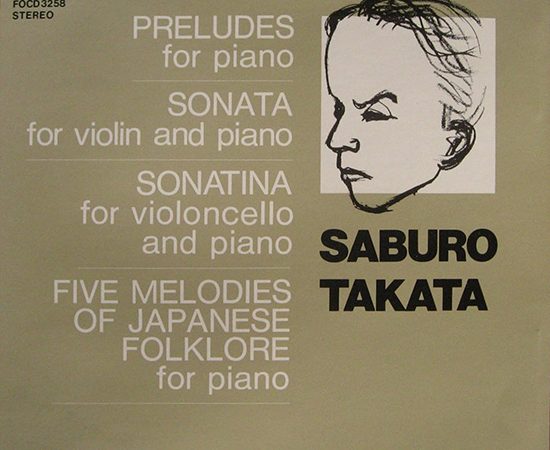 FOCD3258
STEREO
PRELUDES
for piano
SONATA
for violin and piano
SONATINA
for violoncello
and piano
FIVE MELODIES
OF JAPANESE
FOLKLORE
for piano
SABURO
TAKATA